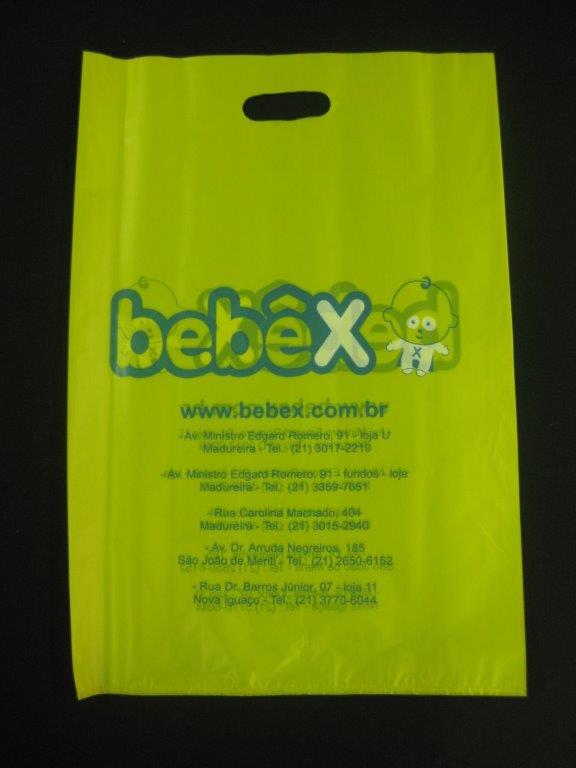 bebêx
X
www.bebex.com.br
- Av. Ministro Edgard Romero, 91 - loja U
Madureira - Tel.: (21) 3017-2219
- Av. Ministro Edgard Romero, 91 - fundos - loja
Madureira - Tel.: (21) 3359-7651
- Rua Carolina Machado, 404
Madureira - Tel.: (21) 3015-2940
- Av. Dr. Arruda Negreiros, 185
São João de Meriti - Tel.: (21) 2650-6152
- Rua Dr. Barros Júnior, 07 - loja 11
Nova Iguaçu - Tel.: (21) 3770-6044